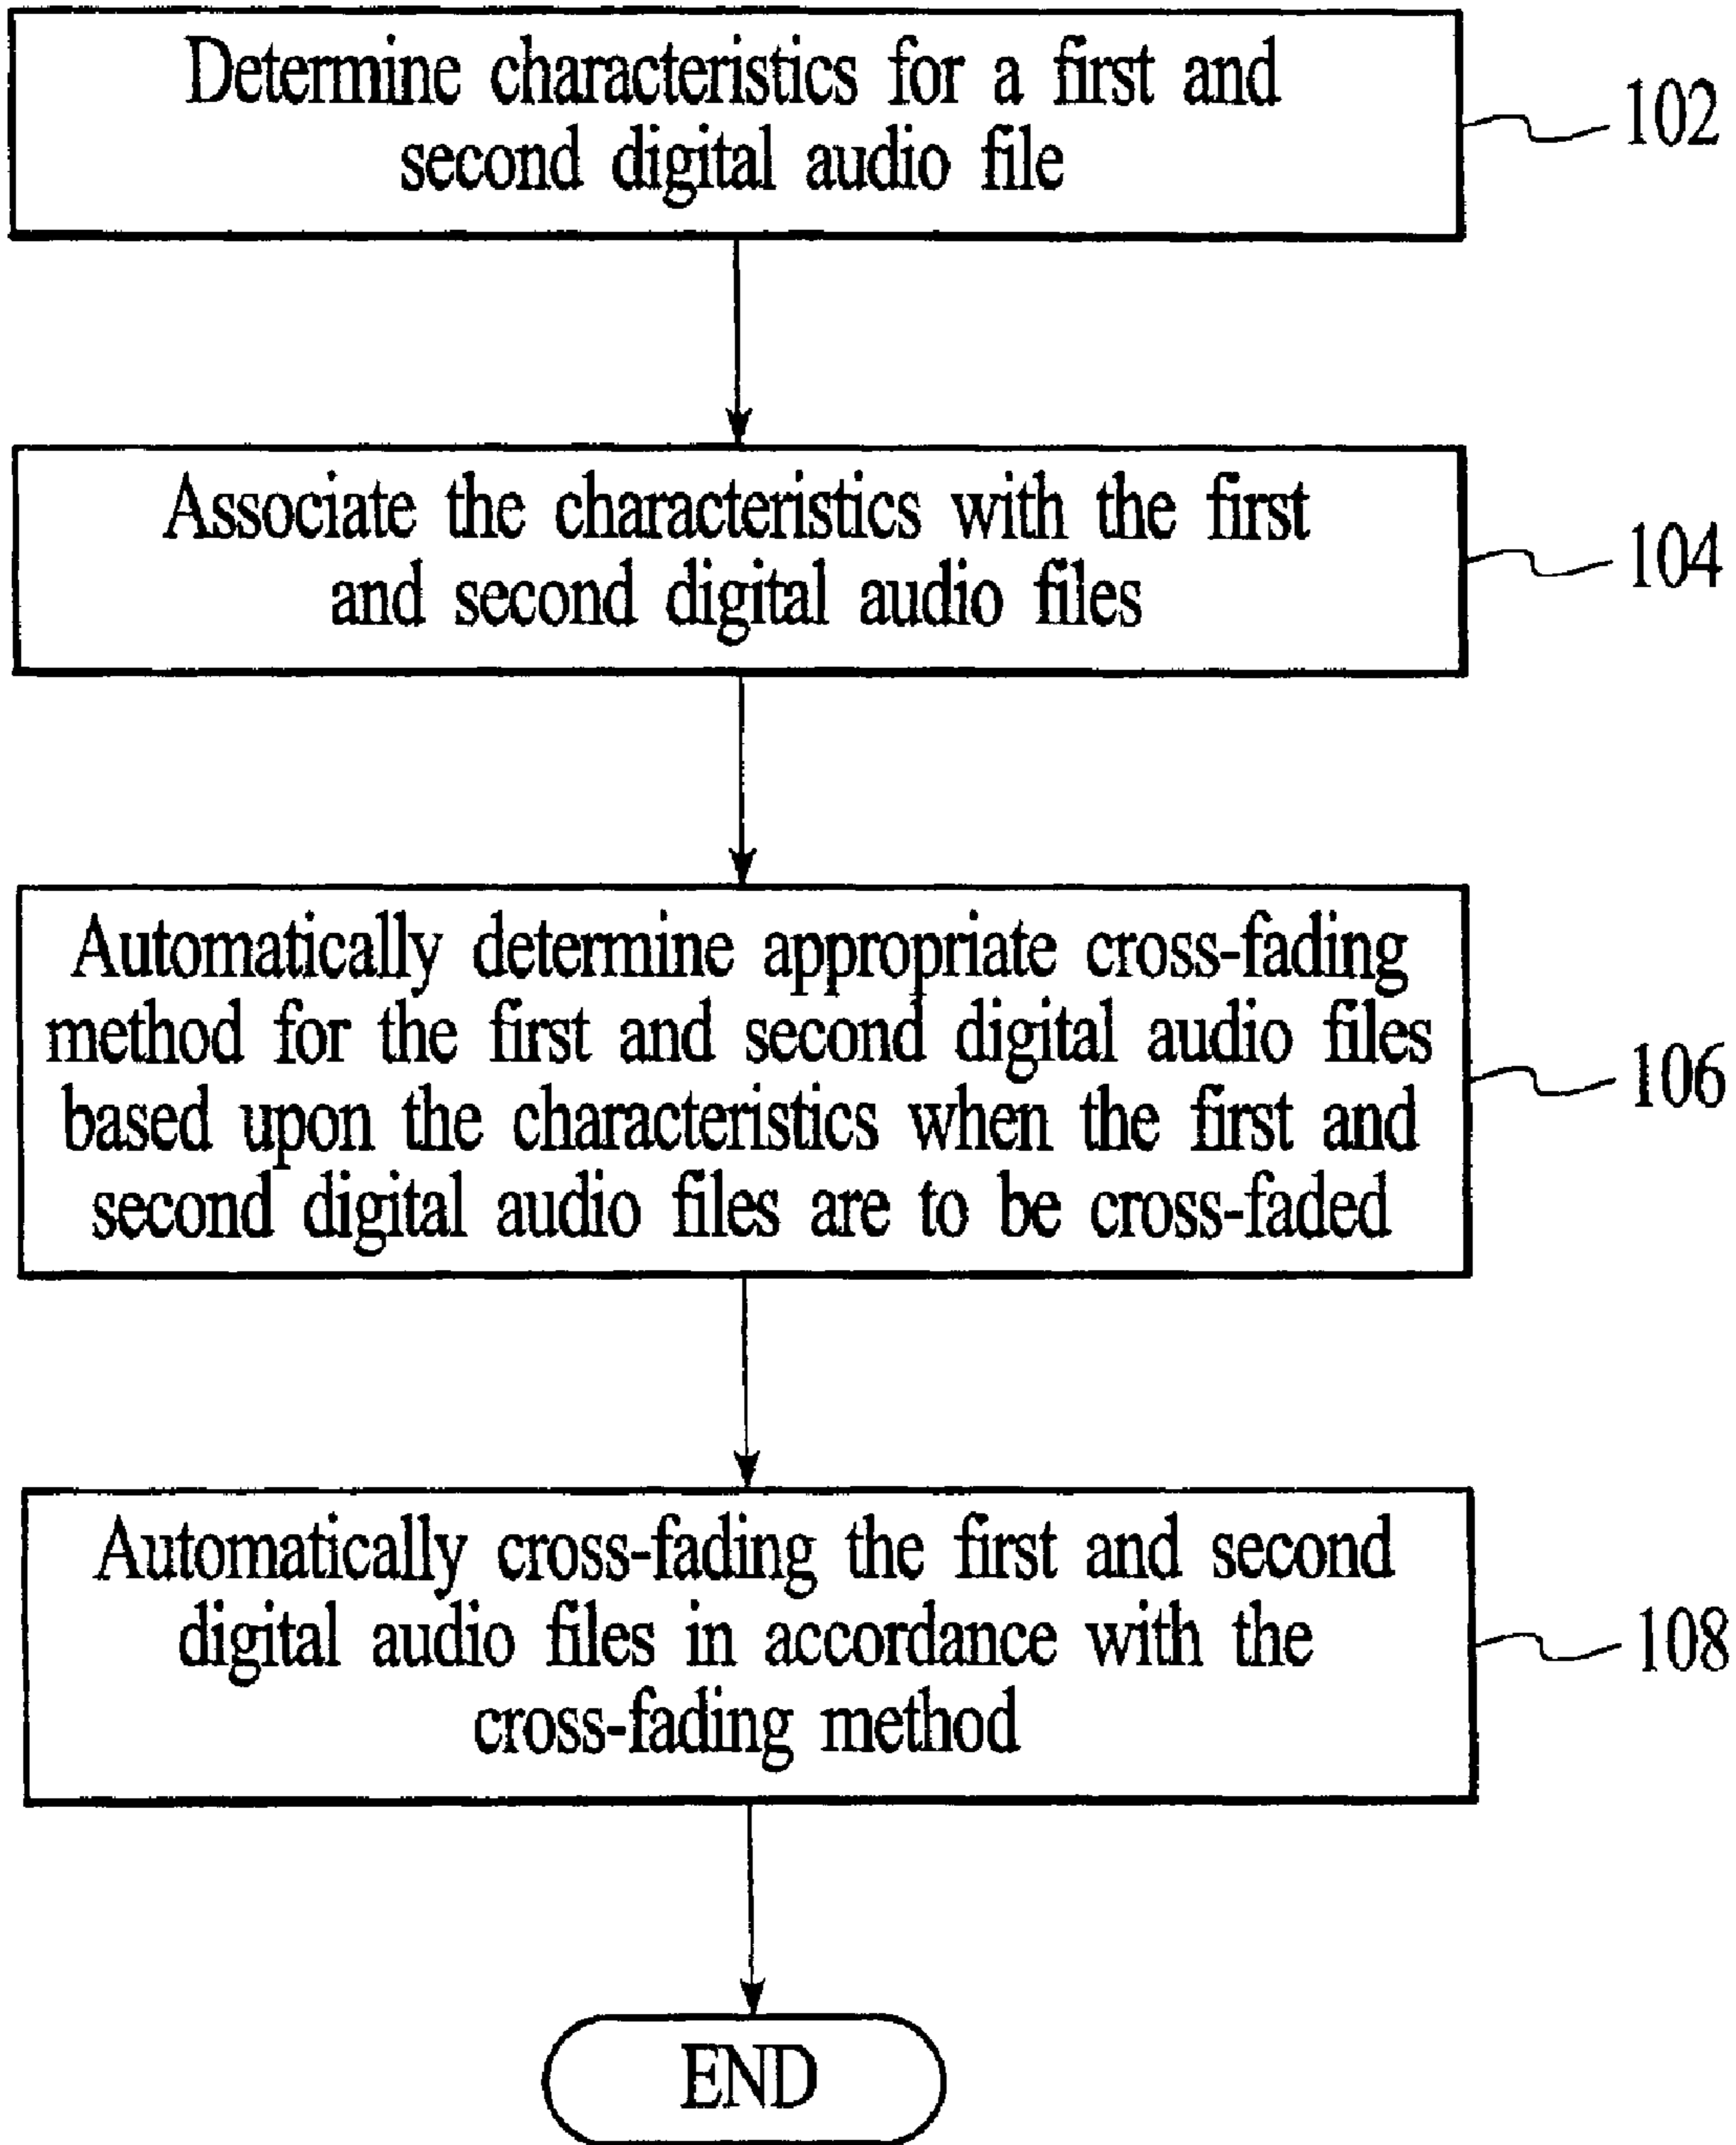 Determine characteristics for a first and
second digital audio file
102
Associate the characteristics with the first
and second digital audio files
104
Automatically determine appropriate cross-fading
method for the first and second digital audio files
based upon the characteristics when the first and
second digital audio files are to be cross-faded
106
Automatically cross-fading the first and second
digital audio files in accordance with the
cross-fading method
108
END